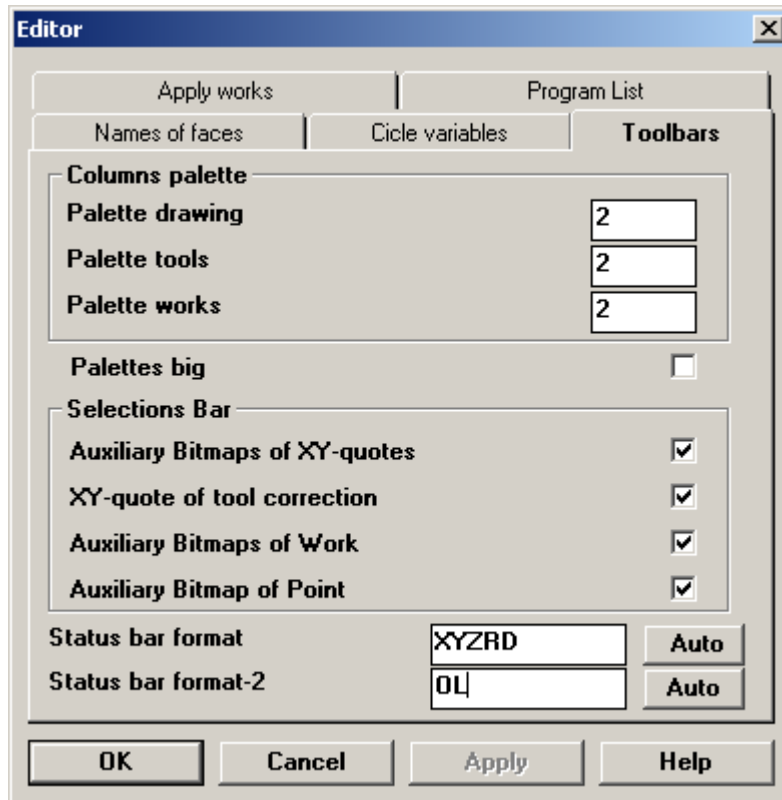 Editor
Apply works Program List
Names of faces Cicle variables Toolbars
Columns palette
Palette drawing 2
Palette tools 2
Palette works 2
Palettes big
Selections Bar
Auxiliary Bitmaps of XY-quotes
XY-quote of tool correction
Auxiliary Bitmaps of Work
Auxiliary Bitmap of Point
Status bar format XYZRD Auto
Status bar format-2 OL Auto
OK Cancel Apply Help